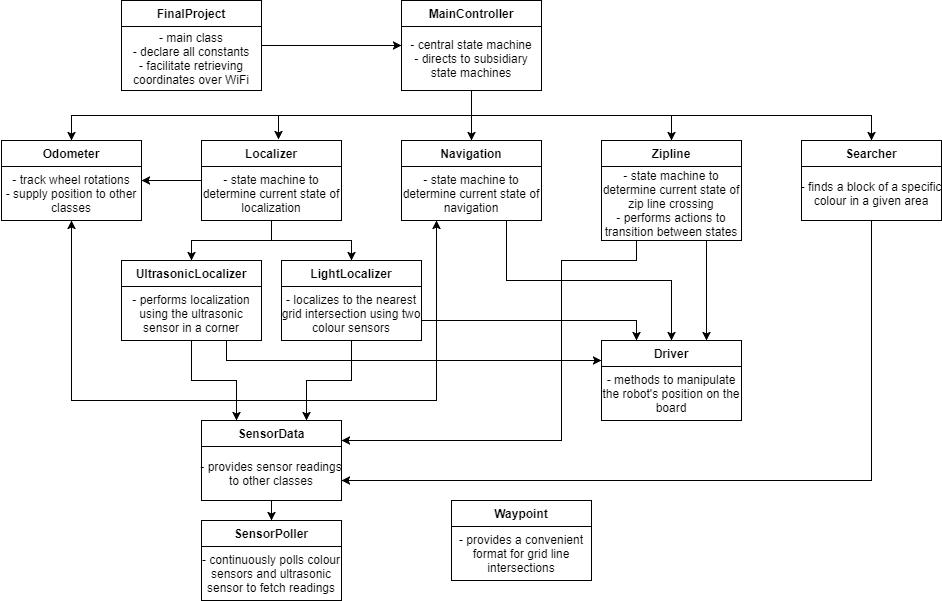 FinalProject
- main class
- declare all constants
- facilitate retrieving
coordinates over WiFi
MainController
- central state machine
- directs to subsidiary
state machines
Odometer
- track wheel rotations
- supply position to other
classes
Localizer
- state machine to
determine current state of
localization
Navigation
- state machine to
determine current state of
navigation
Zipline
- state machine to
determine current state of
zip line crossing
- performs actions to
transition between states
Searcher
- finds a block of a specific
colour in a given area
UltrasonicLocalizer
- performs localization
using the ultrasonic
sensor in a corner
LightLocalizer
- localizes to the nearest
grid intersection using two
colour sensors
Driver
- methods to manipulate
the robot's position on the
board
SensorData
- provides sensor readings
to other classes
SensorPoller
- continuously polls colour
sensors and ultrasonic
sensor to fetch readings
Waypoint
- provides a convenient
format for grid line
intersections